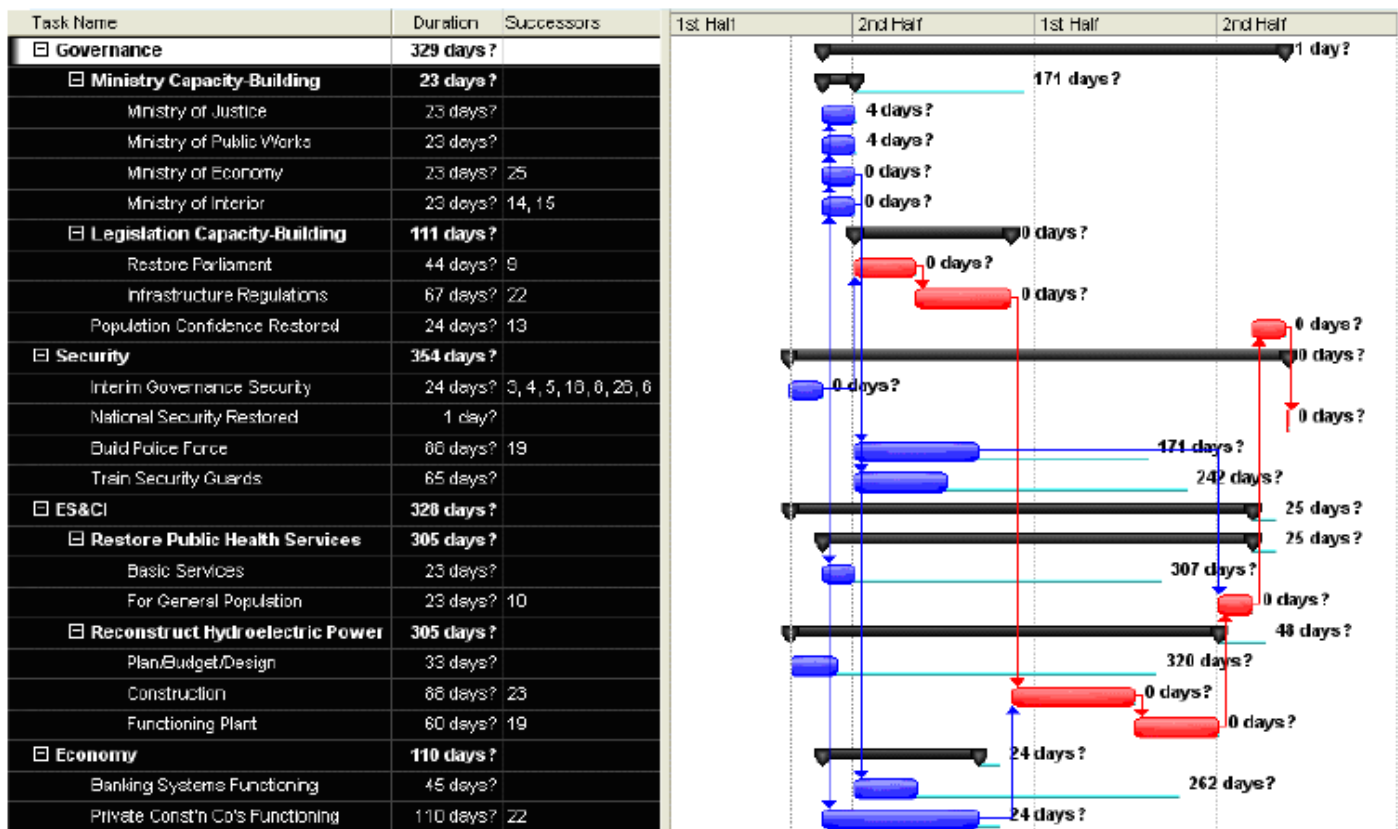 Task Name Duration Successors 1st Half 2nd Half 1st Half 2nd Half
Governance 329 days? 1 day?
Ministry Capacity-Building 23 days? 171 days?
Ministry of Justice 23 days? 4 days?
Ministry of Public Works 23 days? 4 days?
Ministry of Economy 23 days? 25 0 days?
Ministry of Interior 23 days? 14, 15 0 days?
Legislation Capacity-Building 111 days? 0 days?
Restore Parliament 44 days? 9 0 days?
Infrastructure Regulations 67 days? 22 0 days?
Population Confidence Restored 24 days? 13 0 days?
Security 354 days? 0 days?
Interim Governance Security 24 days? 3, 4, 5, 18, 8, 26, 6 0 days?
National Security Restored 1 day? 0 days?
Build Police Force 88 days? 19 171 days?
Train Security Guards 65 days? 242 days?
ES&CI 328 days? 25 days?
Restore Public Health Services 305 days? 25 days?
Basic Services 23 days? 307 days?
For General Population 23 days? 10 0 days?
Reconstruct Hydroelectric Power 305 days? 48 days?
Plan/Budget/Design 33 days? 320 days?
Construction 88 days? 23 0 days?
Functioning Plant 60 days? 19 0 days?
Economy 110 days? 24 days?
Banking Systems Functioning 45 days? 262 days?
Private Const'n Co's Functioning 110 days? 22 24 days?